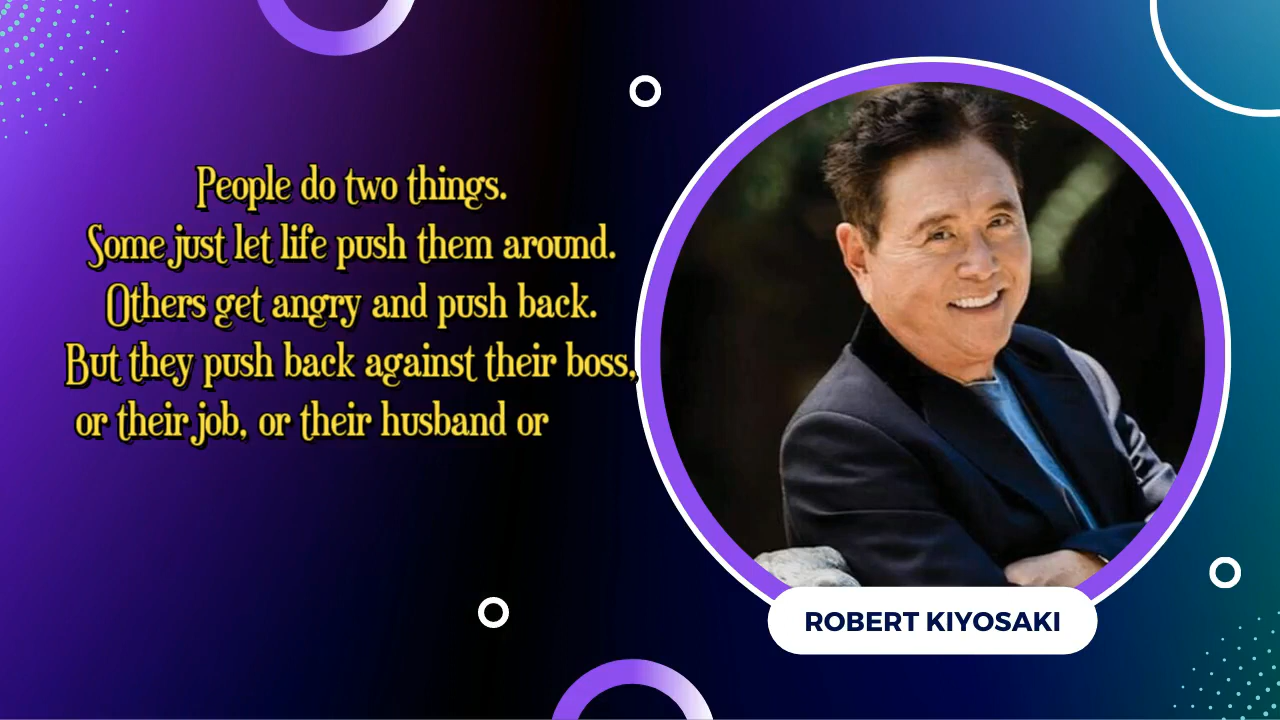 People do two things.
Some just let life push them around.
Others get angry and push back.
But they push back against their boss,
or their job, or their husband or
ROBERT KIYOSAKI